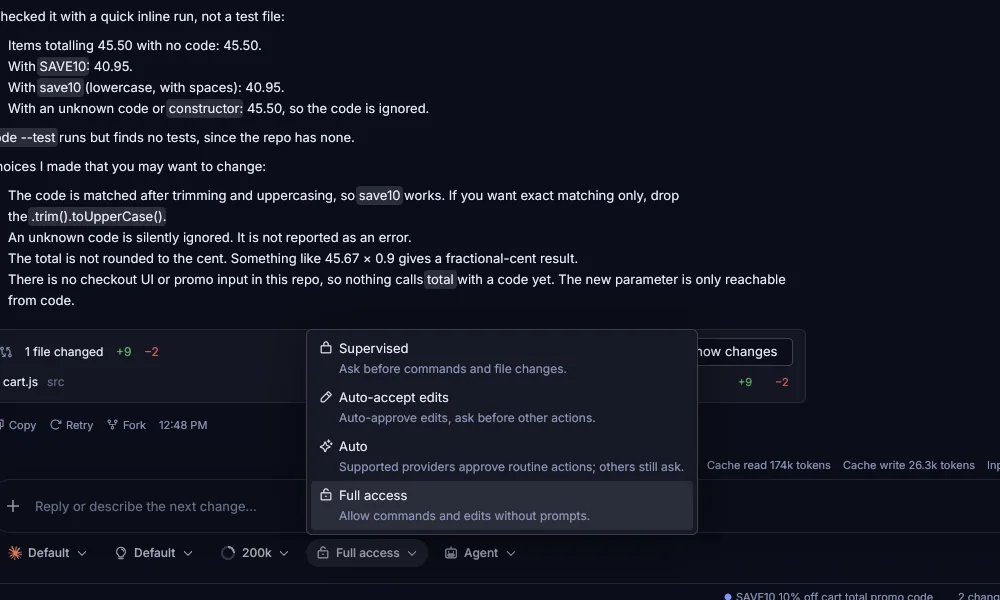 hecked it with a quick inline run, not a test file:
Items totalling 45.50 with no code: 45.50.
With SAVE10: 40.95.
With save10 (lowercase, with spaces): 40.95.
With an unknown code or constructor: 45.50, so the code is ignored.
de --test runs but finds no tests, since the repo has none.
hoices I made that you may want to change:
The code is matched after trimming and uppercasing, so save10 works. If you want exact matching only, drop
the .trim().toUpperCase().
An unknown code is silently ignored. It is not reported as an error.
The total is not rounded to the cent. Something like 45.67 × 0.9 gives a fractional-cent result.
There is no checkout UI or promo input in this repo, so nothing calls total with a code yet. The new parameter is only reachable
from code.
1 file changed +9 −2
how changes
cart.js src +9 −2
Supervised
Ask before commands and file changes.
Auto-accept edits
Auto-approve edits, ask before other actions.
Auto
Supported providers approve routine actions; others still ask.
Full access
Allow commands and edits without prompts.
Copy Retry Fork 12:48 PM
Cache read 174k tokens Cache write 26.3k tokens Inp
Reply or describe the next change...
Default Default 200k Full access Agent
SAVE10 10% off cart total promo code 2 chang